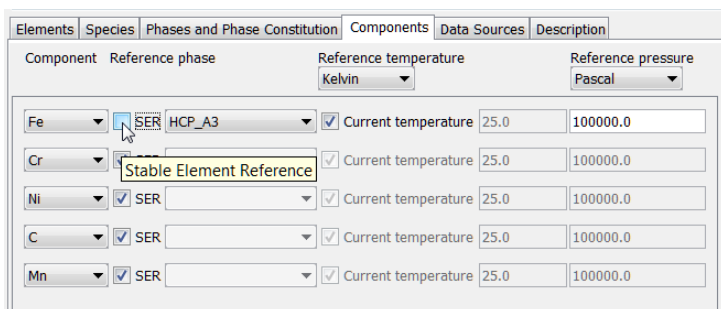 Elements Species Phases and Phase Constitution Components Data Sources Description
Component Reference phase Reference temperature Reference pressure
Kelvin Pascal
Fe SER HCP_A3 Current temperature 25.0 100000.0
Cr Current temperature 25.0 100000.0
Stable Element Reference
Ni SER Current temperature 25.0 100000.0
C SER Current temperature 25.0 100000.0
Mn SER Current temperature 25.0 100000.0